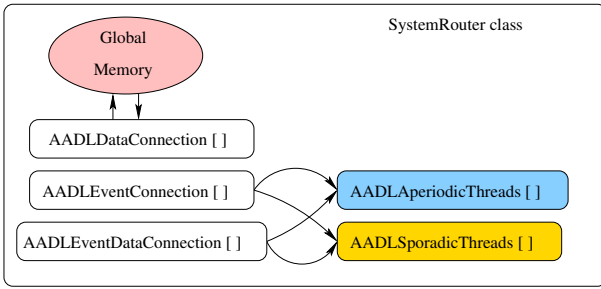 SystemRouter class
Global
Memory
AADLDataConnection [ ]
AADLEventConnection [ ]
AADLAperiodicThreads [ ]
AADLEventDataConnection [ ]
AADLSporadicThreads [ ]